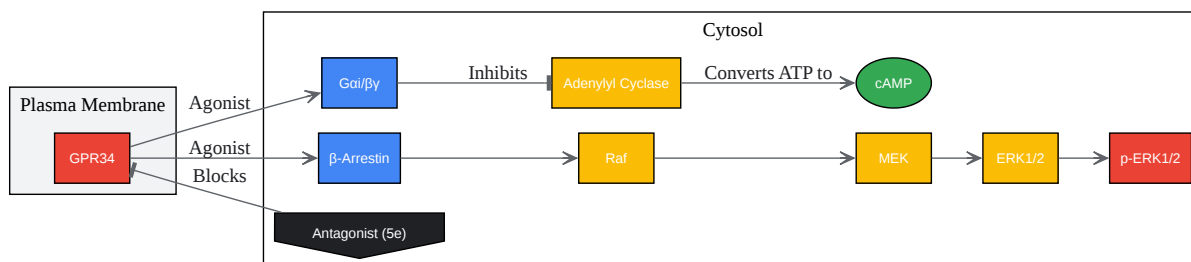 Cytosol
Plasma Membrane
GPR34
Agonist
Gαi/βγ
Inhibits
Adenylyl Cyclase
Converts ATP to
cAMP
Agonist
β-Arrestin
Raf
MEK
ERK1/2
p-ERK1/2
Blocks
Antagonist (5e)